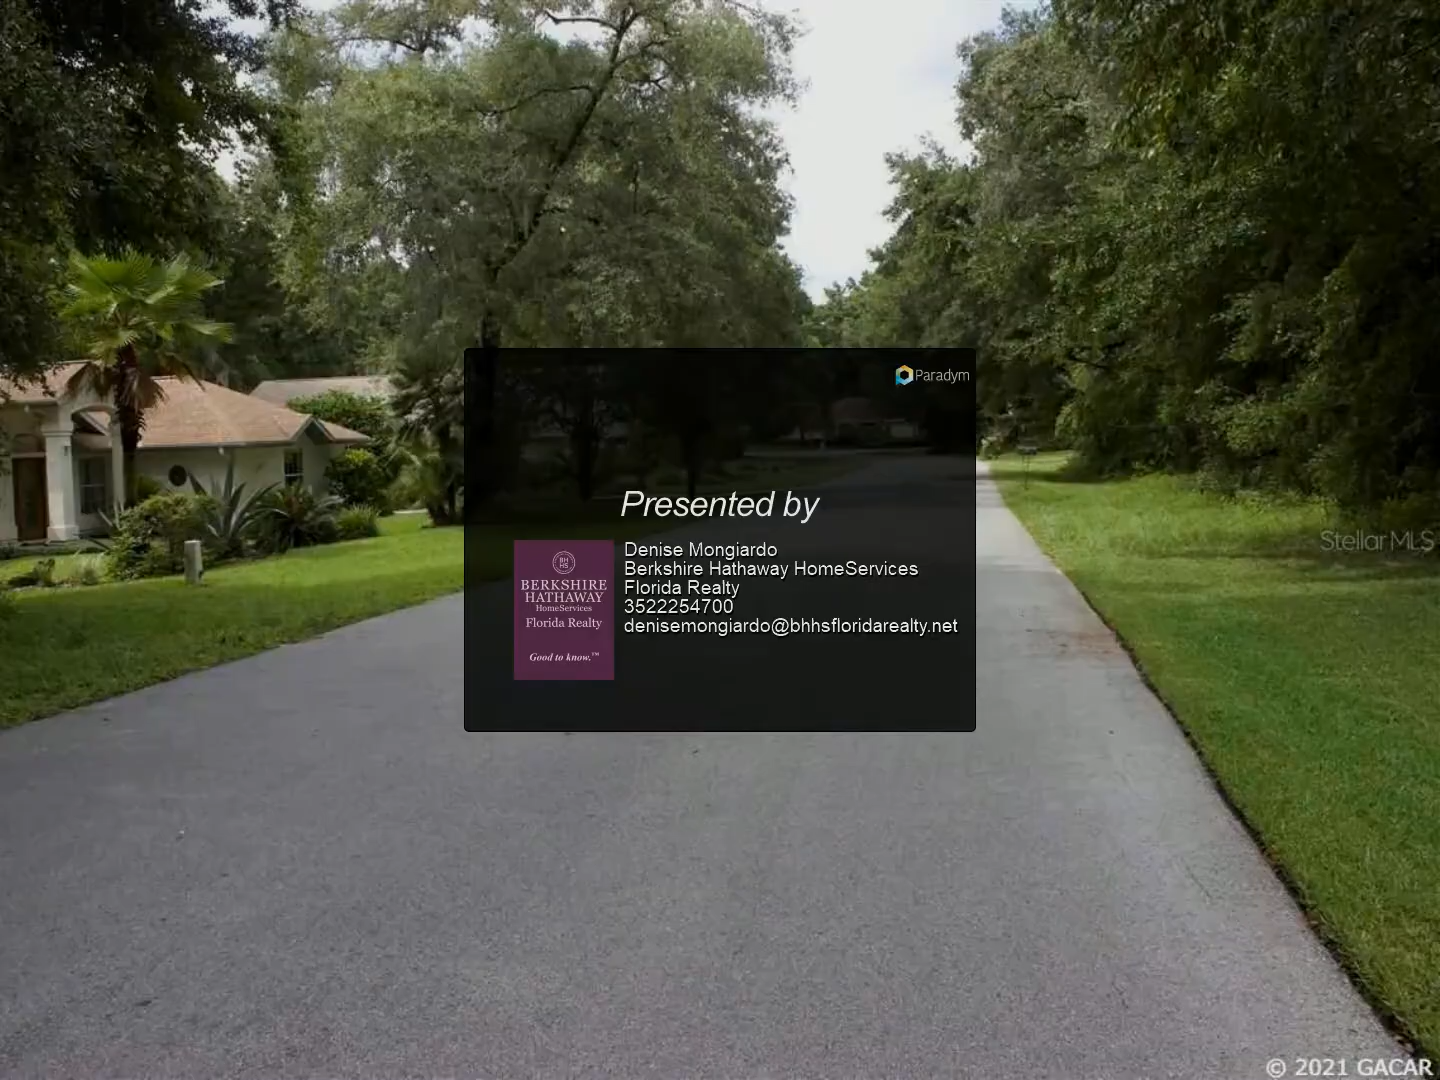 Paradym
Presented by
BH
HS
BERKSHIRE
HATHAWAY
HomeServices
Florida Realty
Good to know.™
Denise Mongiardo
Berkshire Hathaway HomeServices
Florida Realty
3522254700
denisemongiardo@bhhsfloridarealty.net
Stellar MLS
© 2021 GACAR